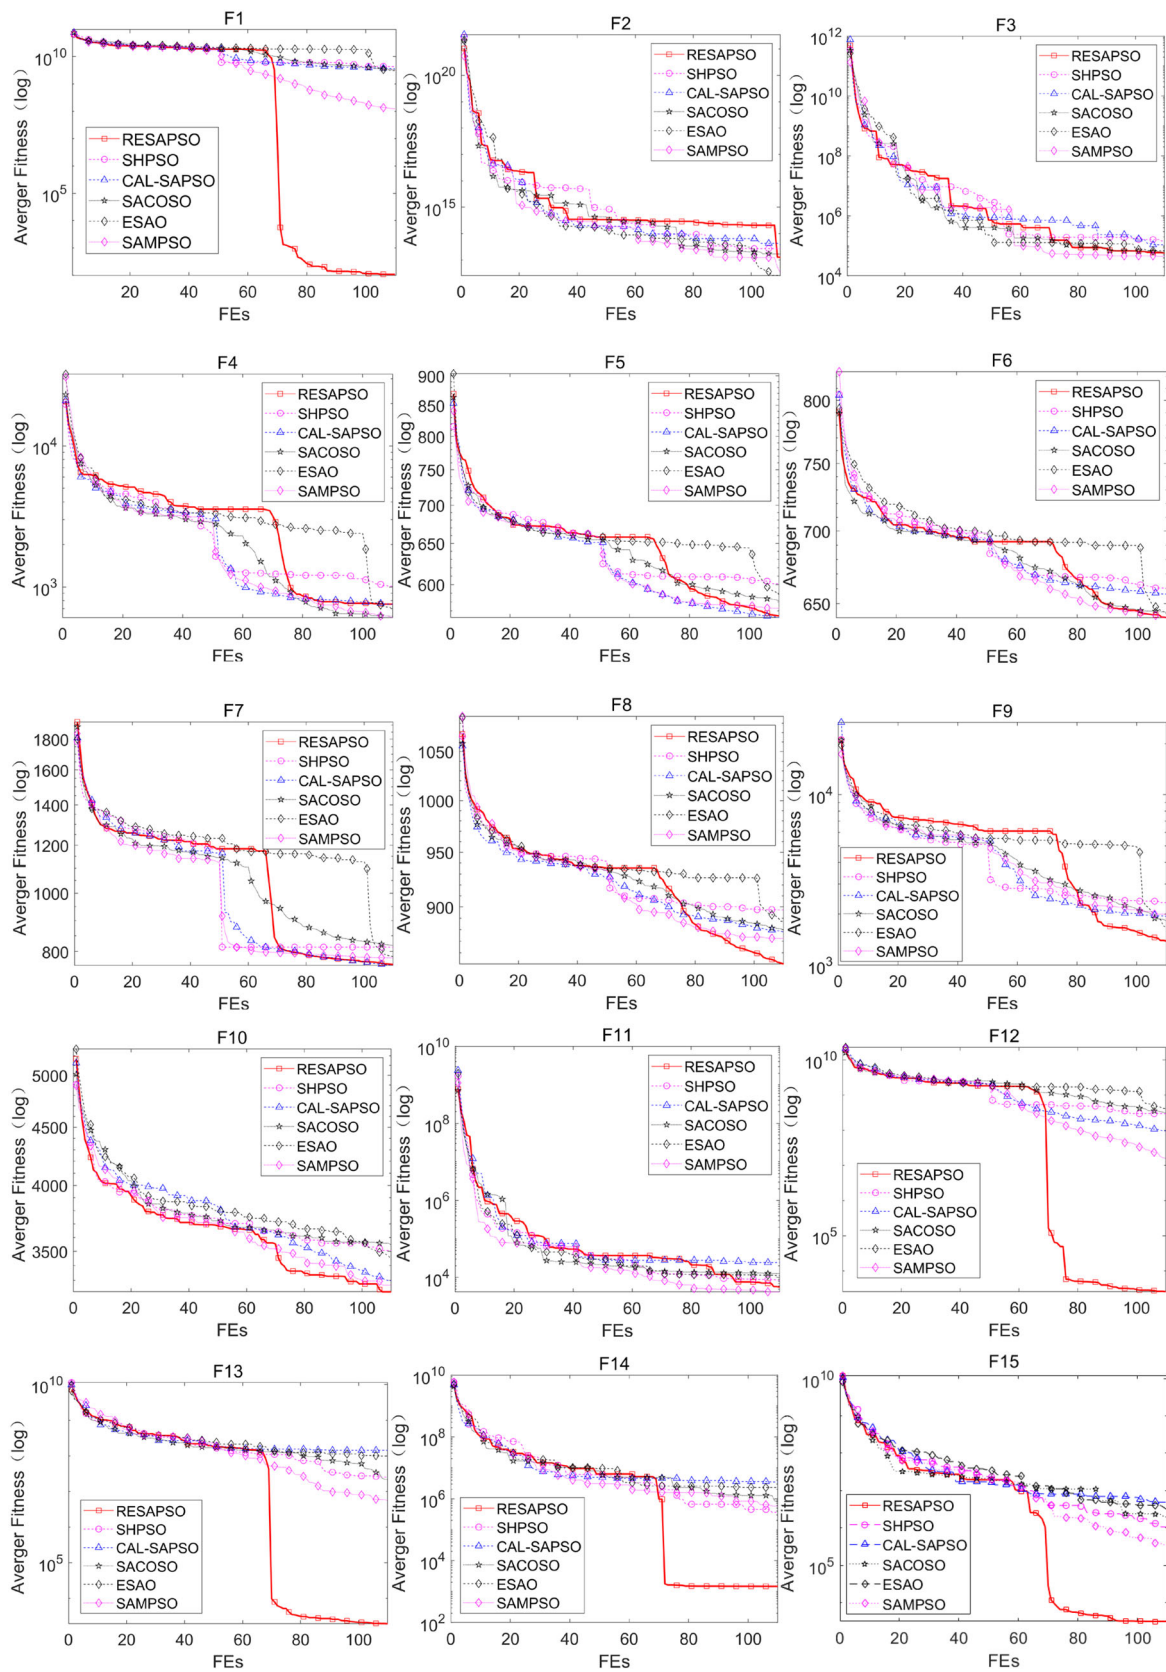 F1
Averger Fitness（log）
10^10
10^5
RESAPSO
SHPSO
CAL-SAPSO
SACOSO
ESAO
SAMPSO
20 40 60 80 100
FEs
F2
Averger Fitness（log）
10^20
10^15
RESAPSO
SHPSO
CAL-SAPSO
SACOSO
ESAO
SAMPSO
0 20 40 60 80 100
FEs
F3
Averger Fitness（log）
10^12
10^10
10^8
10^6
10^4
RESAPSO
SHPSO
CAL-SAPSO
SACOSO
ESAO
SAMPSO
0 20 40 60 80 100
FEs
F4
Averger Fitness（log）
10^4
10^3
RESAPSO
SHPSO
CAL-SAPSO
SACOSO
ESAO
SAMPSO
0 20 40 60 80 100
FEs
F5
Averger Fitness（log）
900
850
800
750
700
650
600
RESAPSO
SHPSO
CAL-SAPSO
SACOSO
ESAO
SAMPSO
0 20 40 60 80 100
FEs
F6
Averger Fitness（log）
800
750
700
650
RESAPSO
SHPSO
CAL-SAPSO
SACOSO
ESAO
SAMPSO
0 20 40 60 80 100
FEs
F7
Averger Fitness（log）
1800
1600
1400
1200
1000
800
RESAPSO
SHPSO
CAL-SAPSO
SACOSO
ESAO
SAMPSO
0 20 40 60 80 100
FEs
F8
Averger Fitness（log）
1050
1000
950
900
RESAPSO
SHPSO
CAL-SAPSO
SACOSO
ESAO
SAMPSO
0 20 40 60 80 100
FEs
F9
Averger Fitness（log）
10^4
10^3
RESAPSO
SHPSO
CAL-SAPSO
SACOSO
ESAO
SAMPSO
0 20 40 60 80 100
FEs
F10
Averger Fitness（log）
5000
4500
4000
3500
RESAPSO
SHPSO
CAL-SAPSO
SACOSO
ESAO
SAMPSO
0 20 40 60 80 100
FEs
F11
Averger Fitness（log）
10^10
10^8
10^6
10^4
RESAPSO
SHPSO
CAL-SAPSO
SACOSO
ESAO
SAMPSO
0 20 40 60 80 100
FEs
F12
Averger Fitness（log）
10^10
10^5
RESAPSO
SHPSO
CAL-SAPSO
SACOSO
ESAO
SAMPSO
0 20 40 60 80 100
FEs
F13
Averger Fitness（log）
10^10
10^5
RESAPSO
SHPSO
CAL-SAPSO
SACOSO
ESAO
SAMPSO
0 20 40 60 80 100
FEs
F14
Averger Fitness（log）
10^10
10^8
10^6
10^4
10^2
RESAPSO
SHPSO
CAL-SAPSO
SACOSO
ESAO
SAMPSO
0 20 40 60 80 100
FEs
F15
Averger Fitness（log）
10^10
10^5
RESAPSO
SHPSO
CAL-SAPSO
SACOSO
ESAO
SAMPSO
0 20 40 60 80 100
FEs